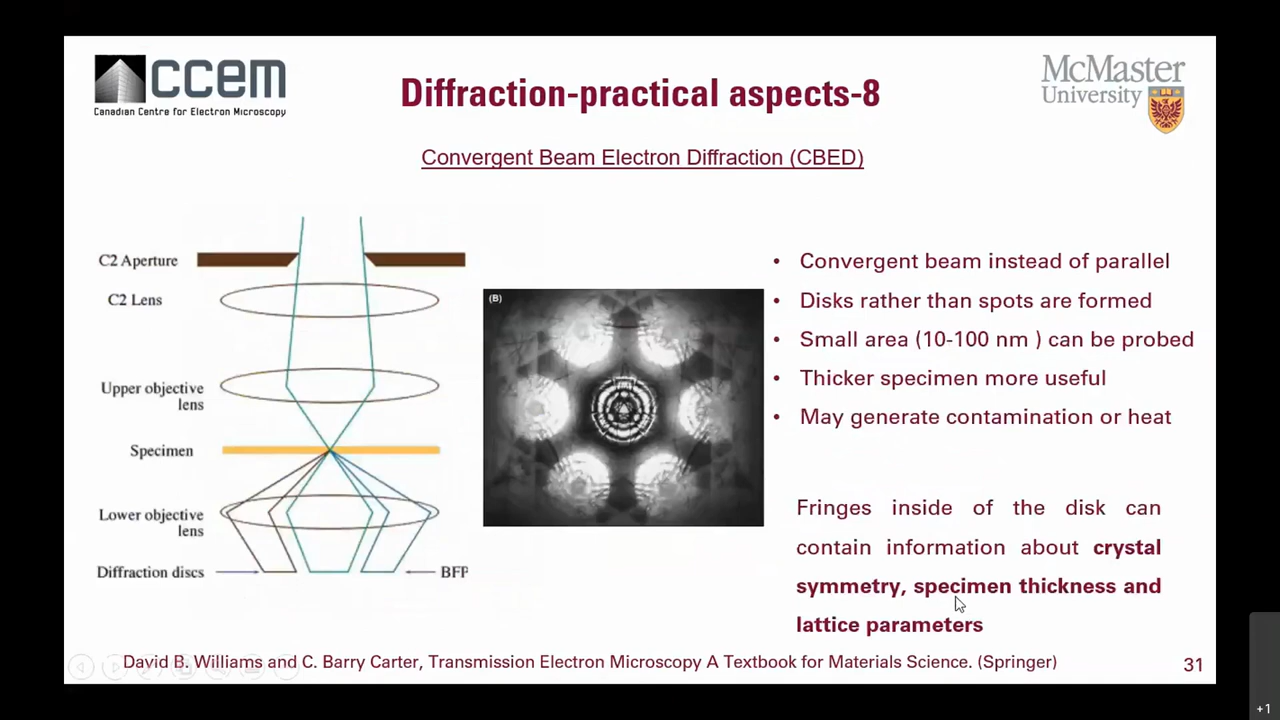 ccem
Canadian Centre for Electron Microscopy
Diffraction-practical aspects-8
McMaster
University
Convergent Beam Electron Diffraction (CBED)
C2 Aperture
C2 Lens
Upper objective
lens
Specimen
Lower objective
lens
Diffraction discs
BFP
(B)
• Convergent beam instead of parallel
• Disks rather than spots are formed
• Small area (10-100 nm ) can be probed
• Thicker specimen more useful
• May generate contamination or heat
Fringes inside of the disk can
contain information about crystal
symmetry, specimen thickness and
lattice parameters
David B. Williams and C. Barry Carter, Transmission Electron Microscopy A Textbook for Materials Science. (Springer)
31
+1